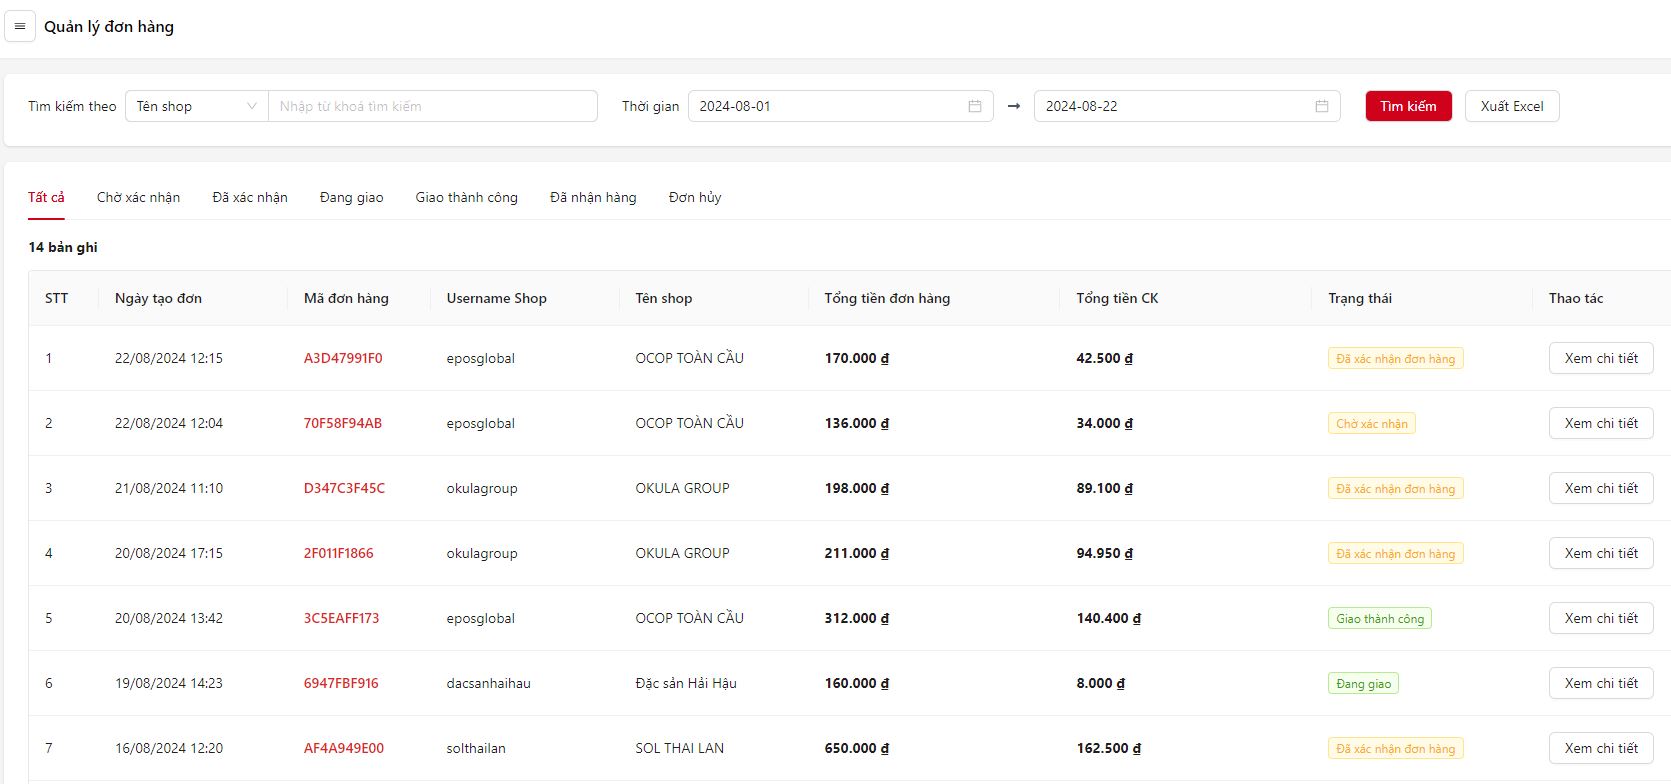 Quản lý đơn hàng
Tìm kiếm theo Tên shop Nhập từ khoá tìm kiếm Thời gian 2024-08-01 → 2024-08-22 Tìm kiếm Xuất Excel
Tất cả Chờ xác nhận Đã xác nhận Đang giao Giao thành công Đã nhận hàng Đơn hủy
14 bản ghi
STT Ngày tạo đơn Mã đơn hàng Username Shop Tên shop Tổng tiền đơn hàng Tổng tiền CK Trạng thái Thao tác
1 22/08/2024 12:15 A3D47991F0 eposglobal OCOP TOÀN CẦU 170.000 ₫ 42.500 ₫ Đã xác nhận đơn hàng Xem chi tiết
2 22/08/2024 12:04 70F58F94AB eposglobal OCOP TOÀN CẦU 136.000 ₫ 34.000 ₫ Chờ xác nhận Xem chi tiết
3 21/08/2024 11:10 D347C3F45C okulagroup OKULA GROUP 198.000 ₫ 89.100 ₫ Đã xác nhận đơn hàng Xem chi tiết
4 20/08/2024 17:15 2F011F1866 okulagroup OKULA GROUP 211.000 ₫ 94.950 ₫ Đã xác nhận đơn hàng Xem chi tiết
5 20/08/2024 13:42 3C5EAFF173 eposglobal OCOP TOÀN CẦU 312.000 ₫ 140.400 ₫ Giao thành công Xem chi tiết
6 19/08/2024 14:23 6947FBF916 dacsanhaihau Đặc sản Hải Hậu 160.000 ₫ 8.000 ₫ Đang giao Xem chi tiết
7 16/08/2024 12:20 AF4A949E00 solthailan SOL THAI LAN 650.000 ₫ 162.500 ₫ Đã xác nhận đơn hàng Xem chi tiết